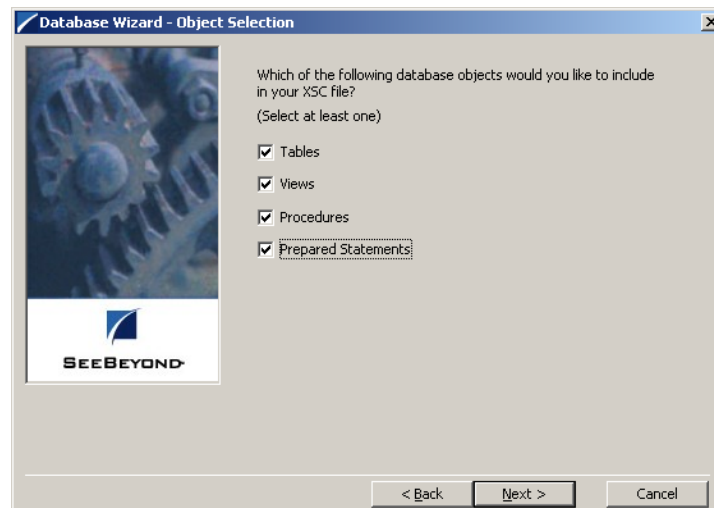 Database Wizard - Object Selection
Which of the following database objects would you like to include
in your XSC file?
(Select at least one)
Tables
Views
Procedures
Prepared Statements
SEEBEYOND
< Back
Next >
Cancel